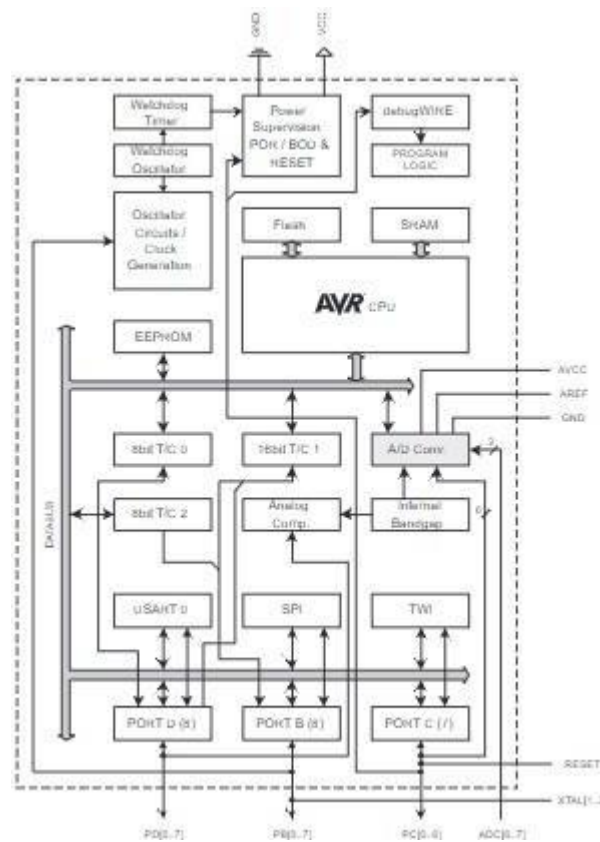 GND
VCC
Watchdog
Timer
Power
Supervision
POR / BOD &
RESET
debugWIRE
Watchdog
Oscillator
PROGRAM
LOGIC
Oscillator
Circuits /
Clock
Generation
Flash
SRAM
AVR CPU
EEPROM
AVCC
AREF
GND
8bit T/C 0
16bit T/C 1
A/D Conv.
2
8bit T/C 2
Analog
Comp.
Internal
Bandgap
6
DATABUS
USART 0
SPI
TWI
PORT D (8)
PORT B (8)
PORT C (7)
RESET
XTAL[1..
PD[0..7]
PB[0..7]
PC[0..6]
ADC[6..7]